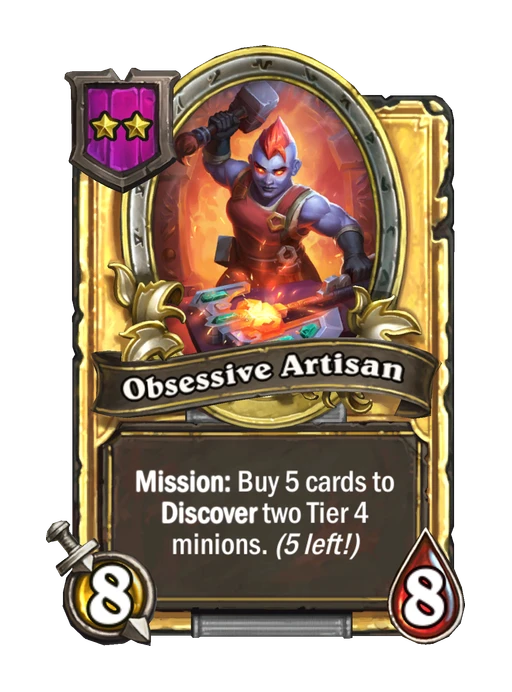 Obsessive Artisan
Mission: Buy 5 cards to
Discover two Tier 4
minions. (5 left!)
8
8